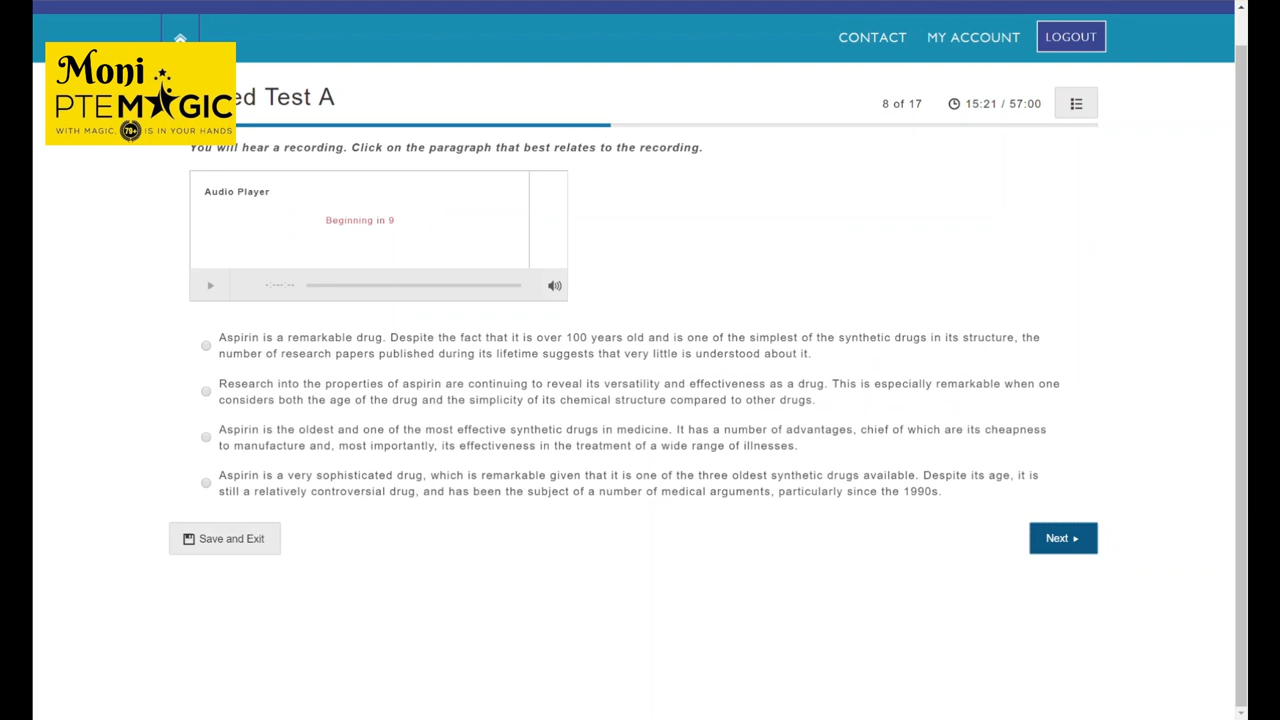 CONTACT MY ACCOUNT LOGOUT
Moni
PTEMAGIC
WITH MAGIC, 79+ IS IN YOUR HANDS
ed Test A
8 of 17 15:21 / 57:00
You will hear a recording. Click on the paragraph that best relates to the recording.
Audio Player
Beginning in 9
-:--:--
Aspirin is a remarkable drug. Despite the fact that it is over 100 years old and is one of the simplest of the synthetic drugs in its structure, the
number of research papers published during its lifetime suggests that very little is understood about it.
Research into the properties of aspirin are continuing to reveal its versatility and effectiveness as a drug. This is especially remarkable when one
considers both the age of the drug and the simplicity of its chemical structure compared to other drugs.
Aspirin is the oldest and one of the most effective synthetic drugs in medicine. It has a number of advantages, chief of which are its cheapness
to manufacture and, most importantly, its effectiveness in the treatment of a wide range of illnesses.
Aspirin is a very sophisticated drug, which is remarkable given that it is one of the three oldest synthetic drugs available. Despite its age, it is
still a relatively controversial drug, and has been the subject of a number of medical arguments, particularly since the 1990s.
Save and Exit
Next